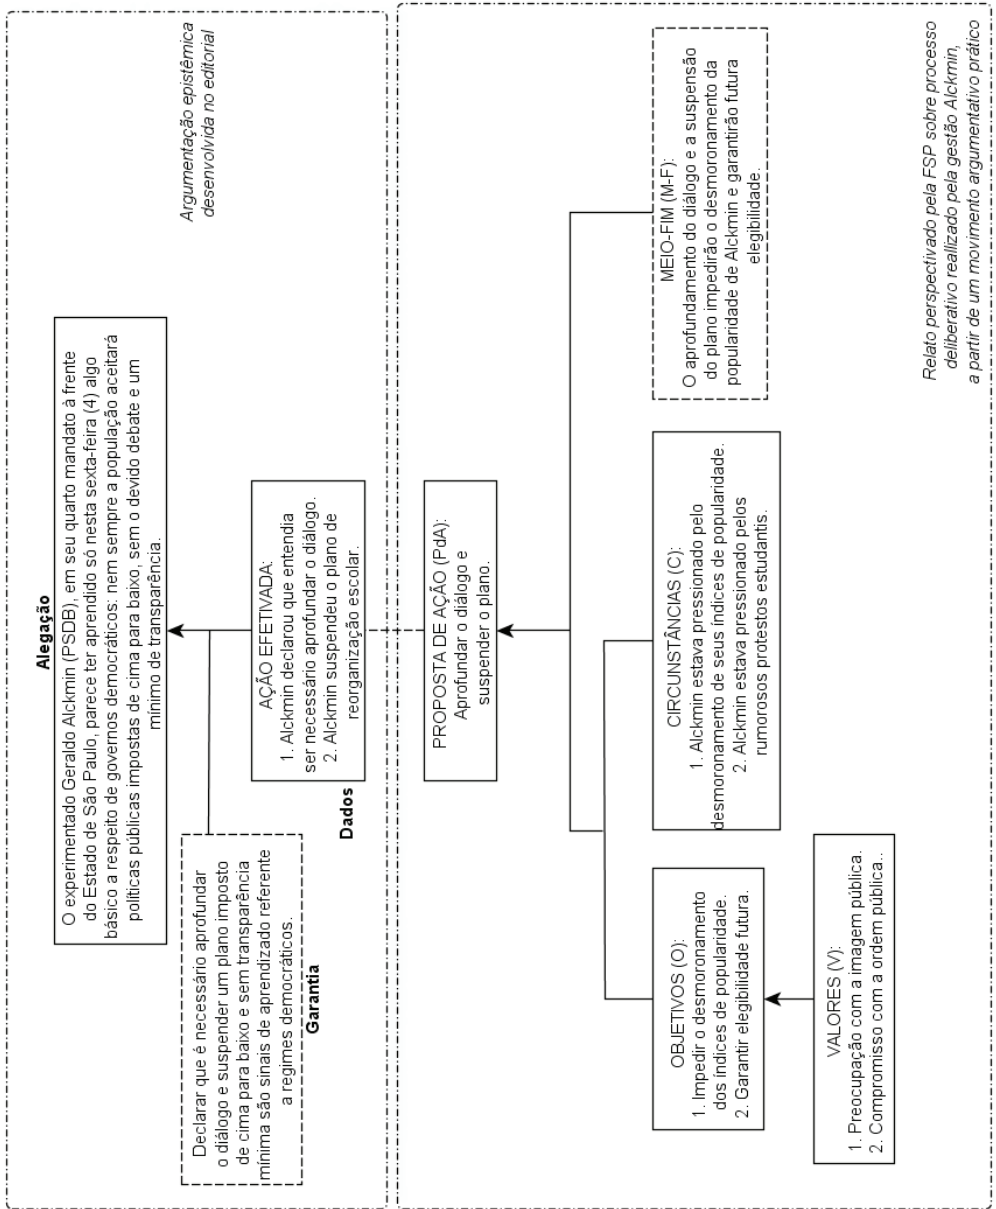 Alegação
O experimentado Geraldo Alckmin (PSDB), em seu quarto mandato à frente
do Estado de São Paulo, parece ter aprendido só nesta sexta-feira (4) algo
básico a respeito de governos democráticos: nem sempre a população aceitará
políticas públicas impostas de cima para baixo, sem o devido debate e um
mínimo de transparência.
Argumentação epistêmica
desenvolvida no editorial
Declarar que é necessário aprofundar
o diálogo e suspender um plano imposto
de cima para baixo e sem transparência
mínima são sinais de aprendizado referente
a regimes democráticos.
Garantia
AÇÃO EFETIVADA:
1. Alckmin declarou que entendia
ser necessário aprofundar o diálogo.
2. Alckmin suspendeu o plano de
reorganização escolar.
Dados
PROPOSTA DE AÇÃO (PdA):
Aprofundar o diálogo e
suspender o plano.
OBJETIVOS (O):
1. Impedir o desmoronamento
dos índices de popularidade.
2. Garantir elegibilidade futura.
CIRCUNSTÂNCIAS (C):
1. Alckmin estava pressionado pelo
desmoronamento de seus índices de popularidade.
2. Alckmin estava pressionado pelos
rumorosos protestos estudantis.
MEIO-FIM (M-F):
O aprofundamento do diálogo e a suspensão
do plano impedirão o desmoronamento da
popularidade de Alckmin e garantirão futura
elegibilidade.
VALORES (V):
1. Preocupação com a imagem pública.
2. Compromisso com a ordem pública..
Relato perspectivado pela FSP sobre processo
deliberativo realizado pela gestão Alckmin,
a partir de um movimento argumentativo prático